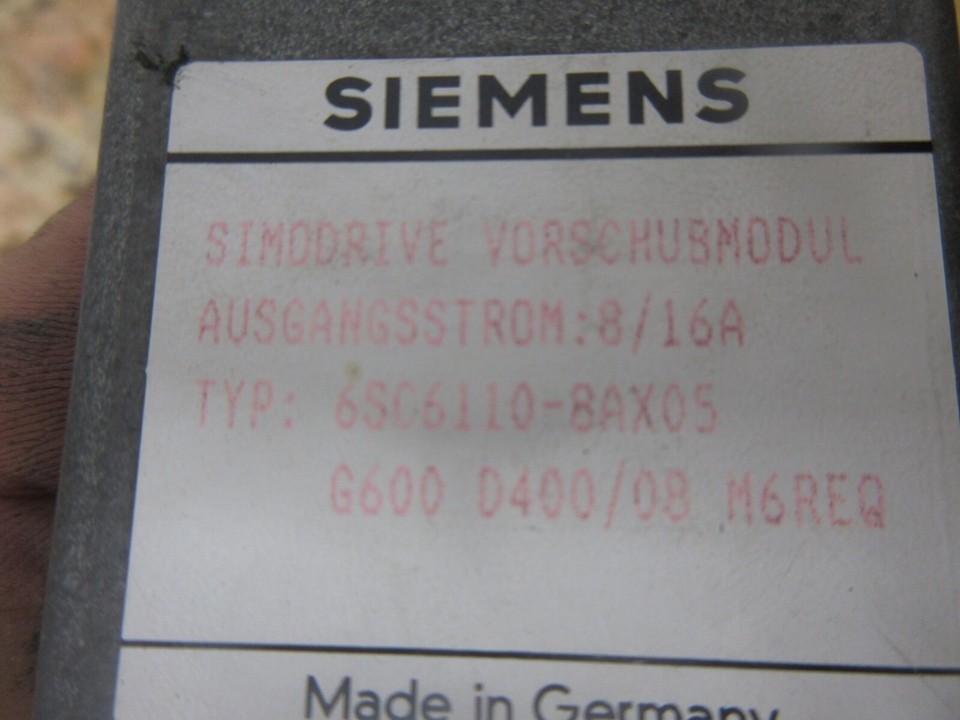 SIEMENS
SIMODRIVE VORSCHUBMODUL
AUSGANGSSTROM:8/16A
TYP: 6SC6110-8AX05
G600 D400/08 M6REQ
Made in Germany